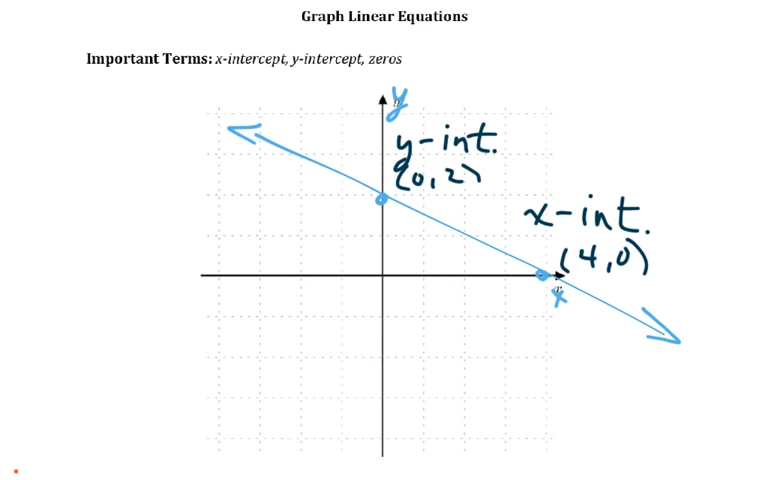 Graph Linear Equations
Important Terms: x-intercept, y-intercept, zeros
y
y-int.
(0,2)
x-int.
(4,0)
x